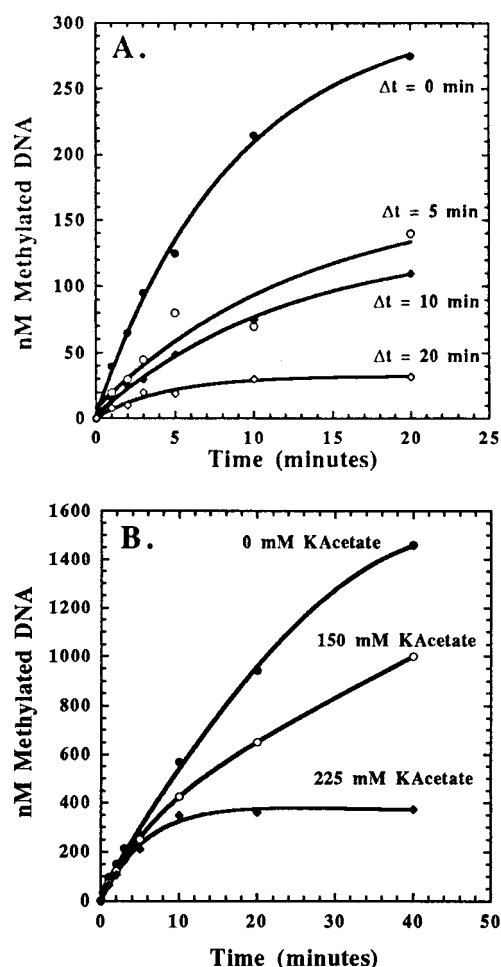 A.
300
250
200
150
100
50
0
nM Methylated DNA
Δt = 0 min
Δt = 5 min
Δt = 10 min
Δt = 20 min
0 5 10 15 20 25
Time (minutes)
B.
1600
1400
1200
1000
800
600
400
200
0
nM Methylated DNA
0 mM KAcetate
150 mM KAcetate
225 mM KAcetate
0 10 20 30 40 50
Time (minutes)